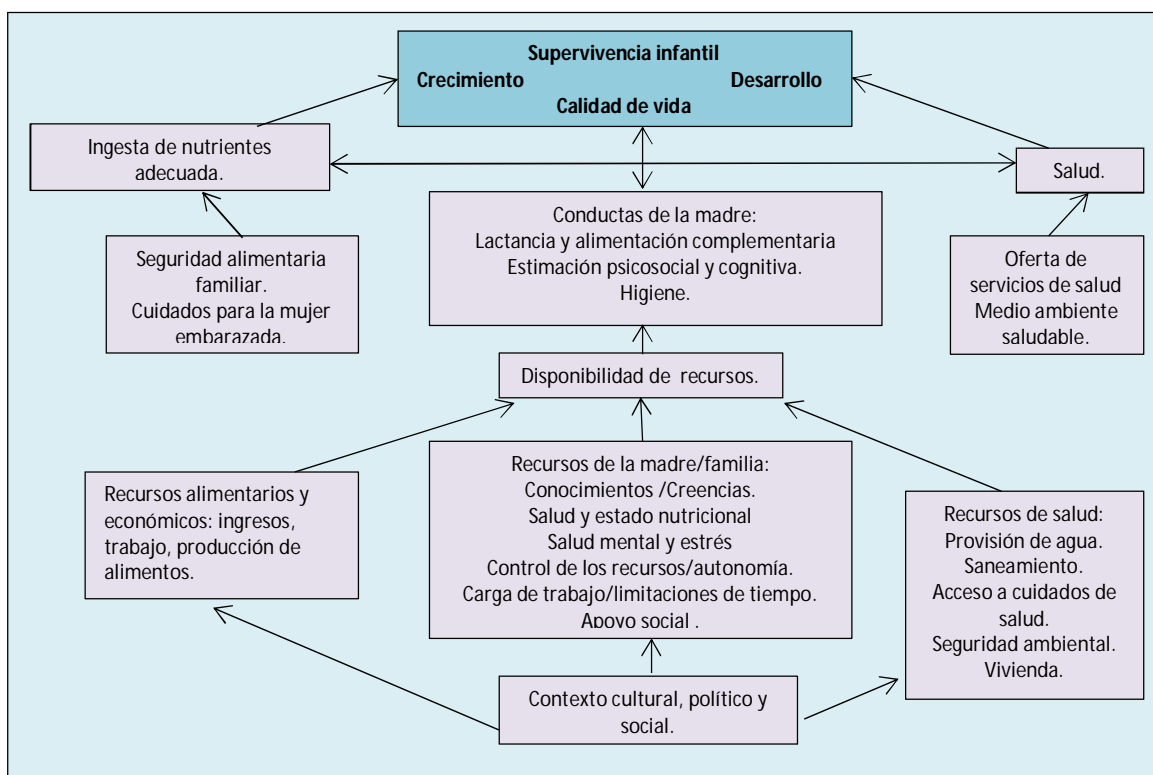 Supervivencia infantil
Crecimiento Desarrollo
Calidad de vida
Ingesta de nutrientes
adecuada.
Salud.
Conductas de la madre:
Lactancia y alimentación complementaria
Estimación psicosocial y cognitiva.
Higiene.
Seguridad alimentaria
familiar.
Cuidados para la mujer
embarazada.
Oferta de
servicios de salud
Medio ambiente
saludable.
Disponibilidad de recursos.
Recursos alimentarios y
económicos: ingresos,
trabajo, producción de
alimentos.
Recursos de la madre/familia:
Conocimientos /Creencias.
Salud y estado nutricional
Salud mental y estrés
Control de los recursos/autonomía.
Carga de trabajo/limitaciones de tiempo.
Apoyo social .
Recursos de salud:
Provisión de agua.
Saneamiento.
Acceso a cuidados de
salud.
Seguridad ambiental.
Vivienda.
Contexto cultural, político y
social.